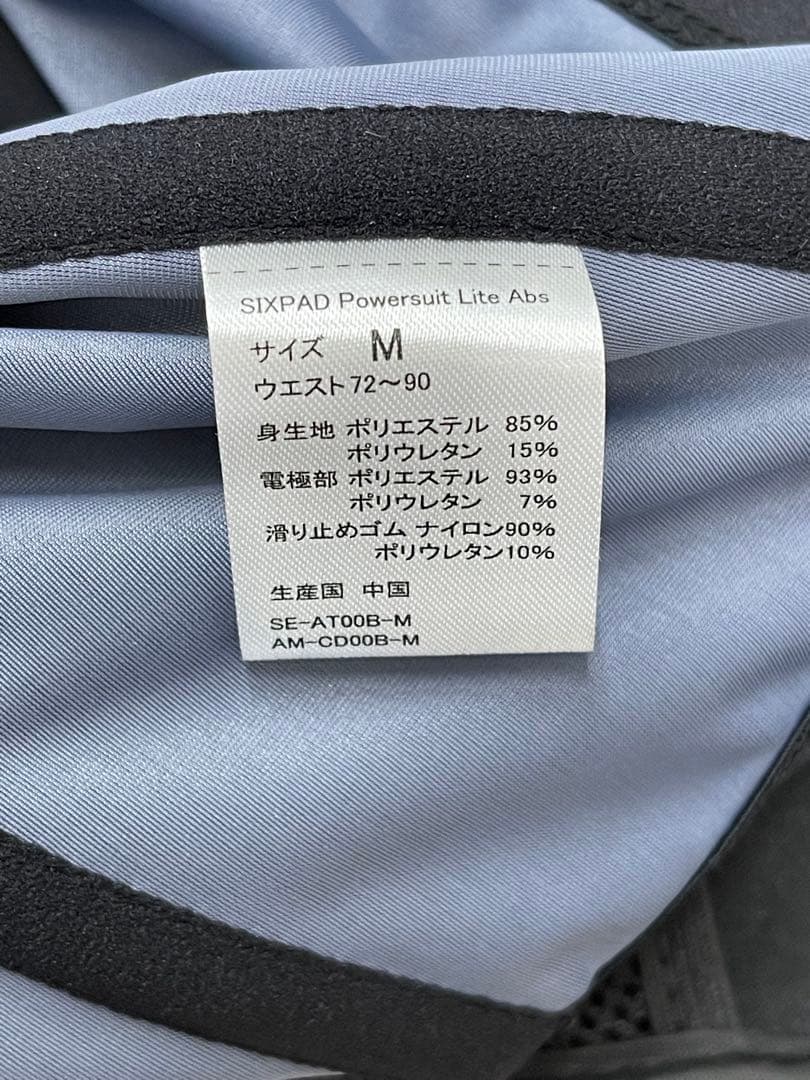 SIXPAD Powersuit Lite Abs
サイズ M
ウエスト72～90
身生地 ポリエステル 85%
ポリウレタン 15%
電極部 ポリエステル 93%
ポリウレタン 7%
滑り止めゴム ナイロン90%
ポリウレタン10%
生産国 中国
SE-AT00B-M
AM-CD00B-M